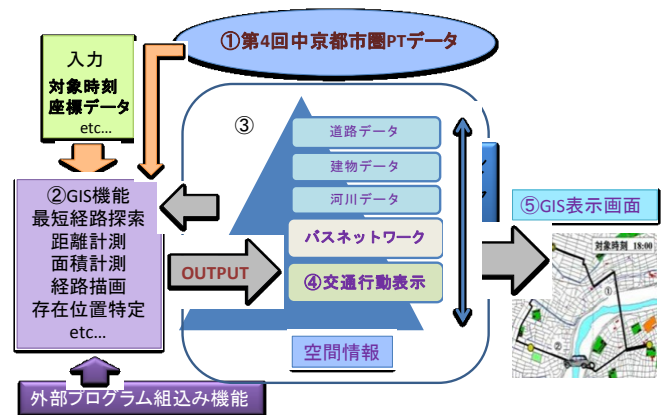 ①第4回中京都市圏PTデータ
入力
対象時刻
座標データ
etc…
③
道路データ
建物データ
河川データ
バスネットワーク
④交通行動表示
空間情報
②GIS機能
最短経路探索
距離計測
面積計測
経路描画
存在位置特定
etc…
OUTPUT
外部プログラム組込み機能
⑤GIS表示画面
対象時刻 18:00
①
②